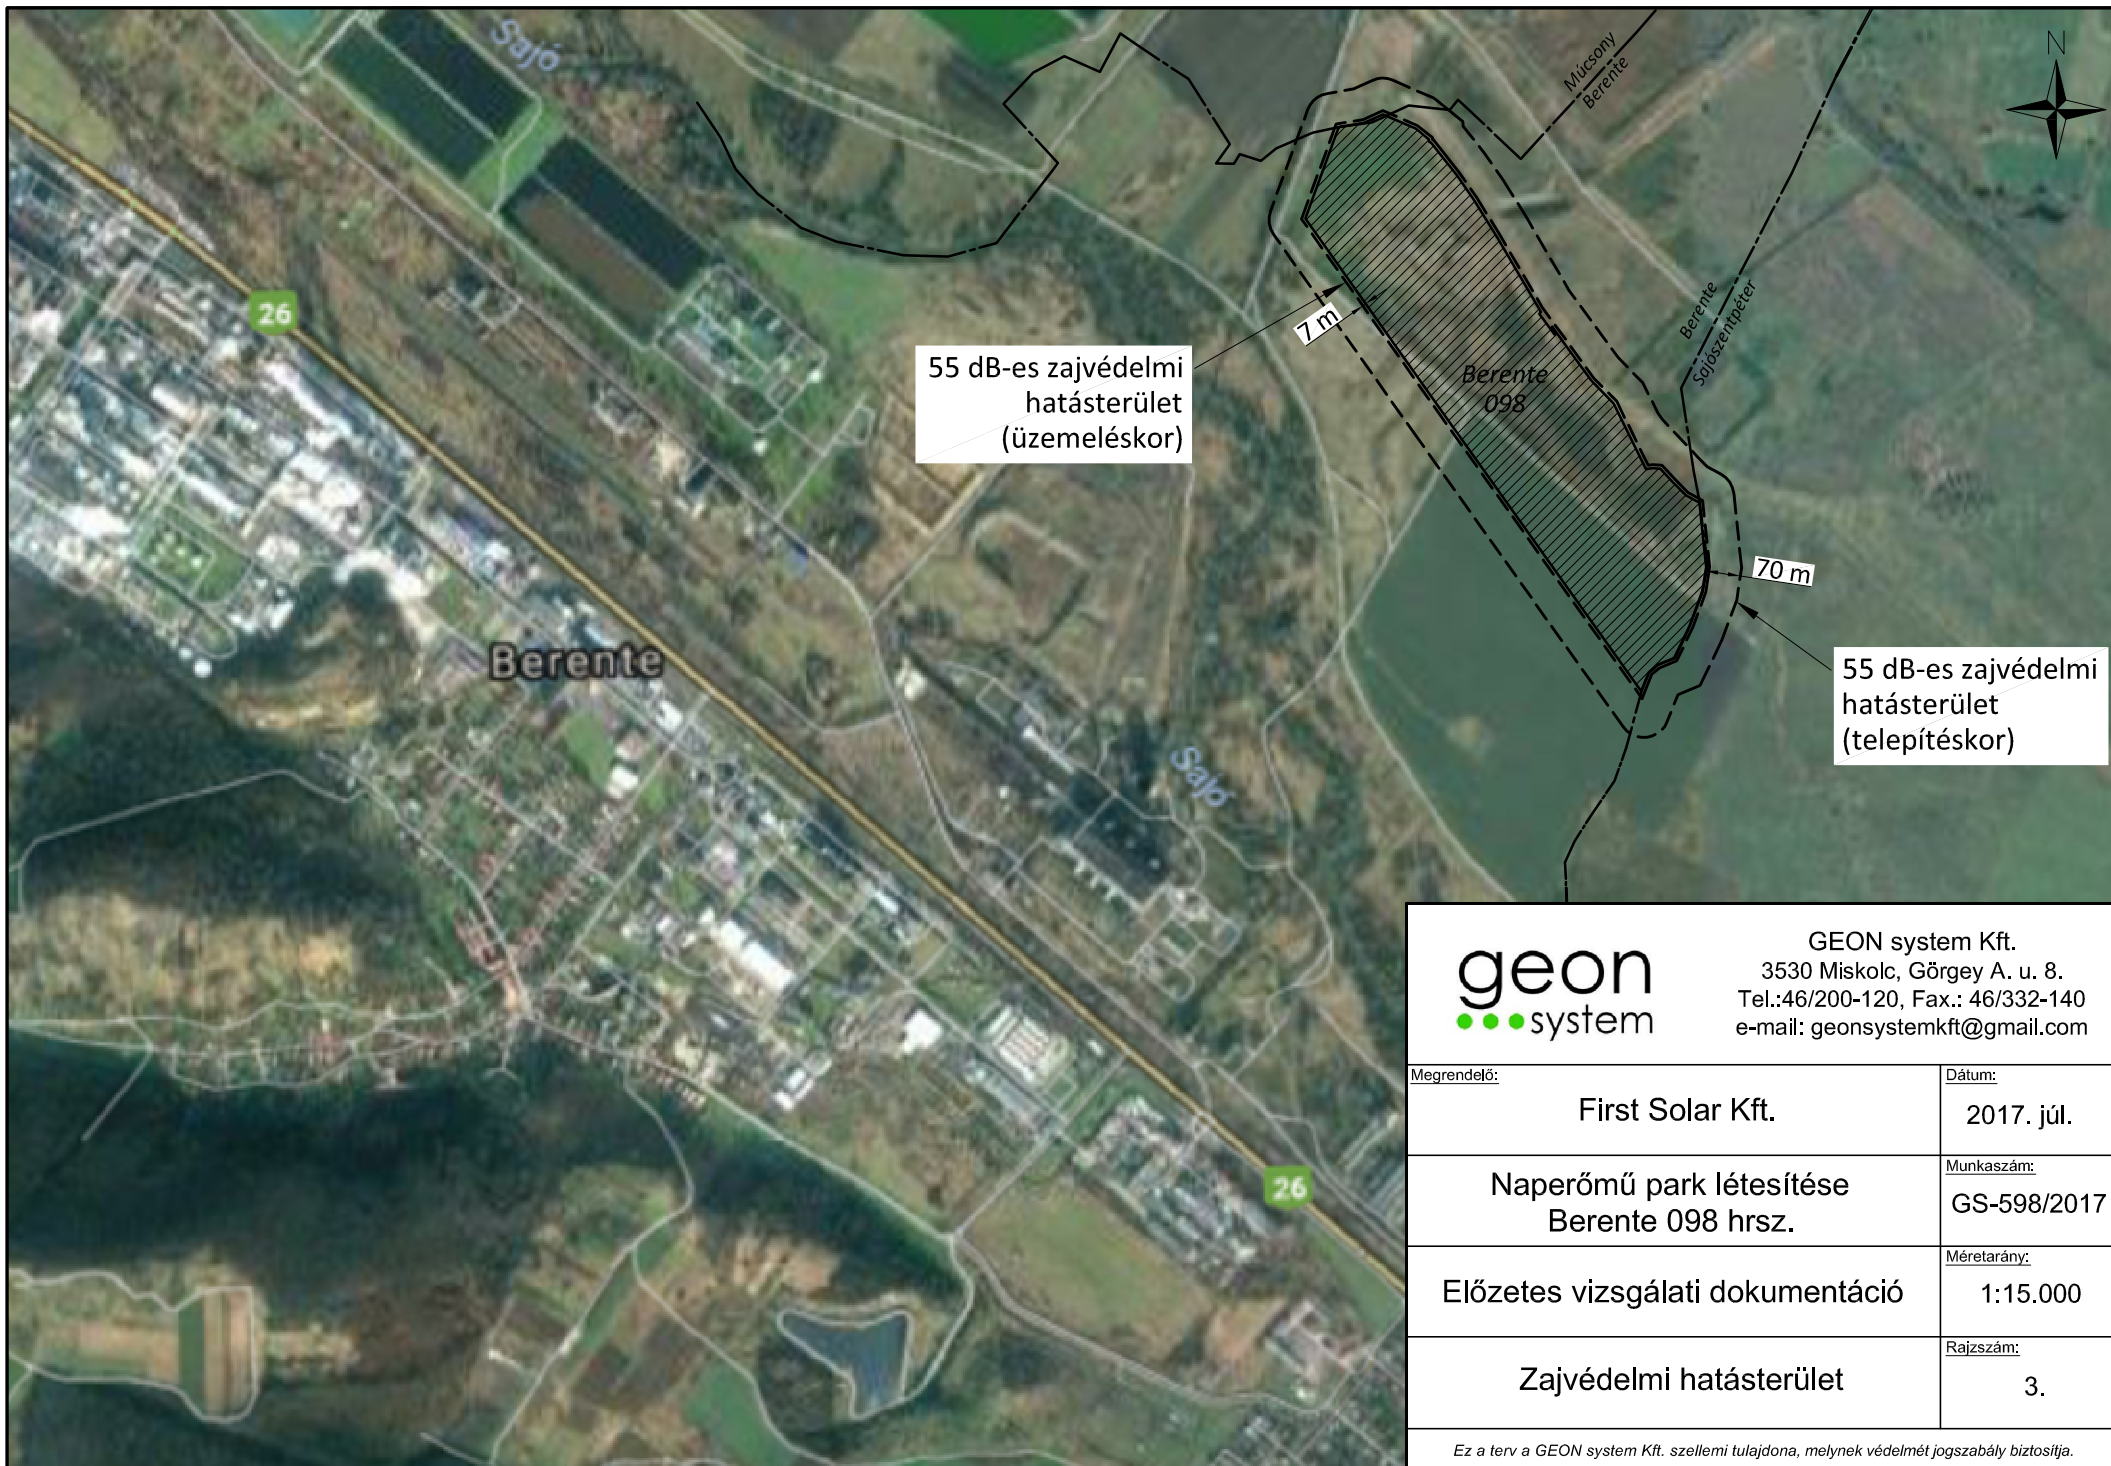 Sajó
Múcsony
Berente
N
26
7 m
Berente
Sajószentpéter
55 dB-es zajvédelmi
hatásterület
(üzemeléskor)
Berente
098
70 m
Berente
55 dB-es zajvédelmi
hatásterület
(telepítéskor)
Sajó
26
geon
system
GEON system Kft.
3530 Miskolc, Görgey A. u. 8.
Tel.:46/200-120, Fax.: 46/332-140
e-mail: geonsystemkft@gmail.com
Megrendelő:
First Solar Kft.
Dátum:
2017. júl.
Naperőmű park létesítése
Berente 098 hrsz.
Munkaszám:
GS-598/2017
Előzetes vizsgálati dokumentáció
Méretarány:
1:15.000
Zajvédelmi hatásterület
Rajzszám:
3.
Ez a terv a GEON system Kft. szellemi tulajdona, melynek védelmét jogszabály biztosítja.